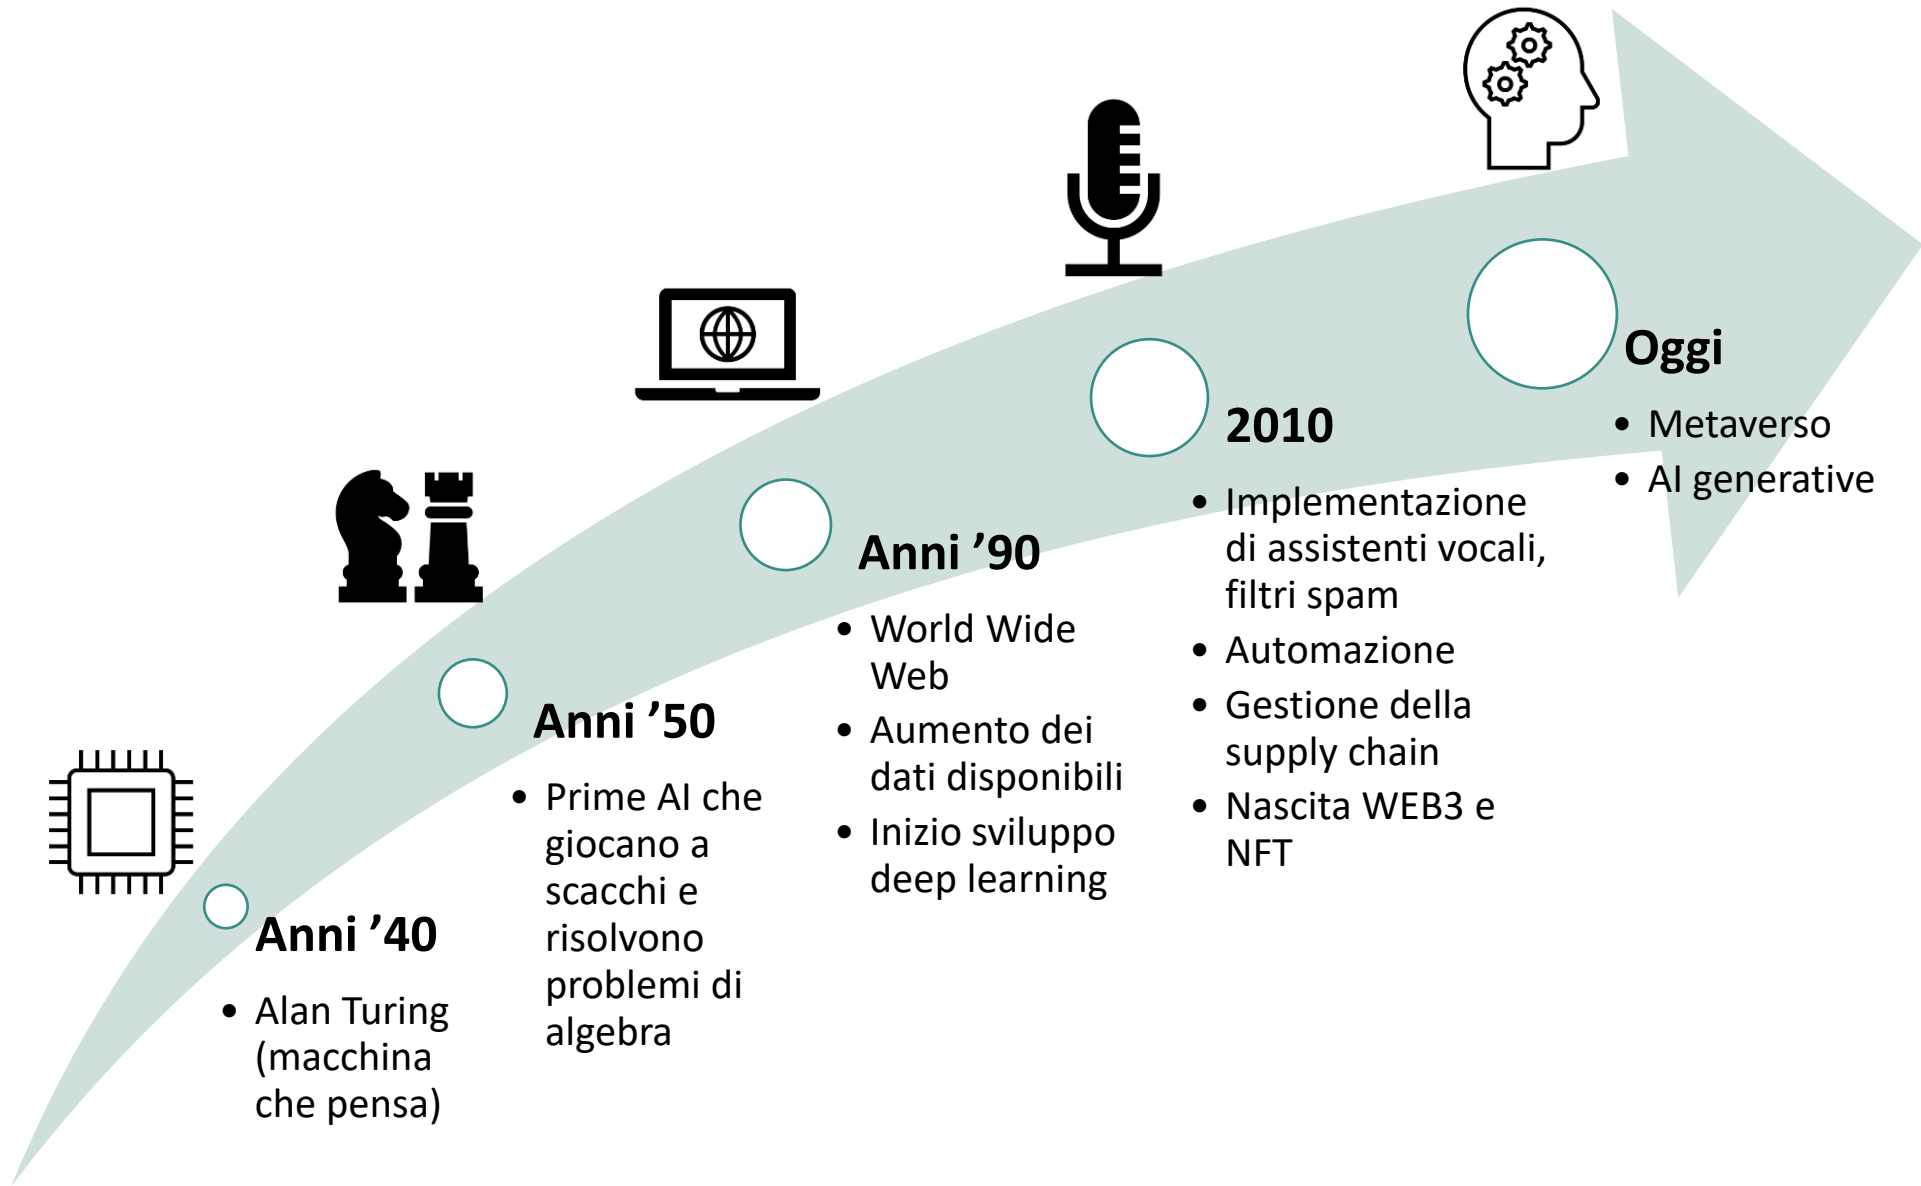 Anni ’40
• Alan Turing
(macchina
che pensa)
Anni ’50
• Prime AI che
giocano a
scacchi e
risolvono
problemi di
algebra
Anni ’90
• World Wide
Web
• Aumento dei
dati disponibili
• Inizio sviluppo
deep learning
2010
• Implementazione
di assistenti vocali,
filtri spam
• Automazione
• Gestione della
supply chain
• Nascita WEB3 e
NFT
Oggi
• Metaverso
• AI generative